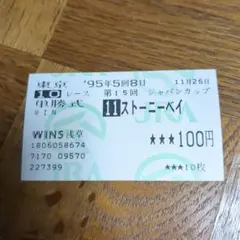 東京 '95年5回8日 11月26日
10レース 第15回 ジャパンカップ
単勝式 11ストーニーベイ
WIN
WINS浅草 ☆☆☆100円
1806058674
7170 09570
227399 ☆☆☆10枚